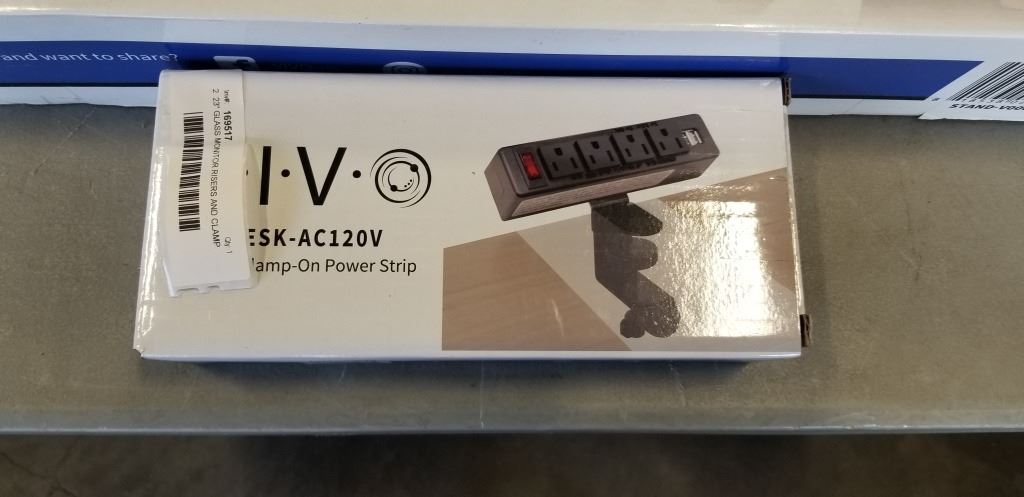 and want to share?
STAND-V00
Inv#: 169517
2. 23" GLASS MONITOR RISERS AND CLAMP
Qty: 1
I·V·O
ESK-AC120V
lamp-On Power Strip